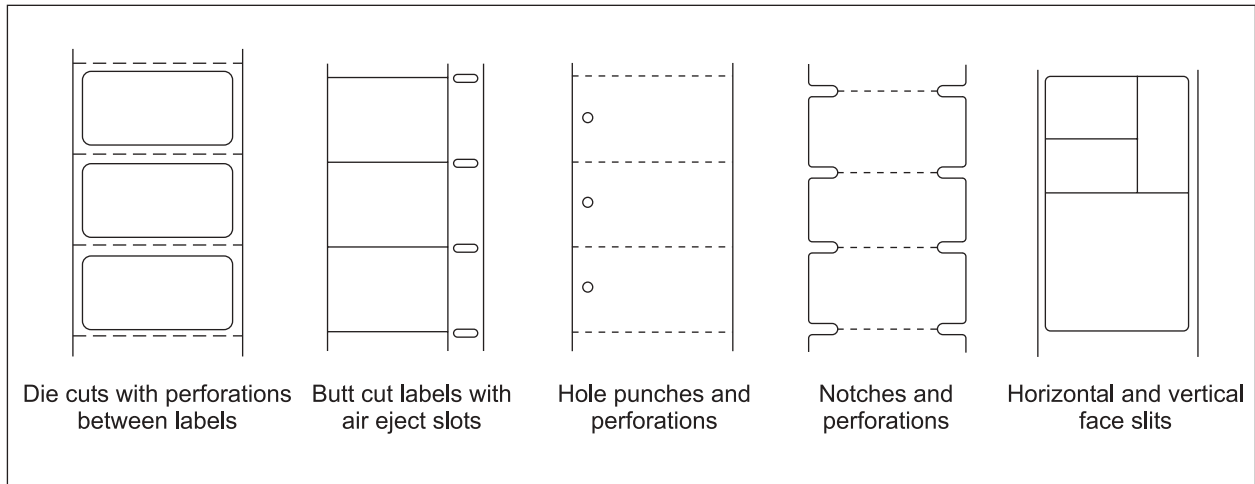 Die cuts with perforations
between labels
Butt cut labels with
air eject slots
Hole punches and
perforations
Notches and
perforations
Horizontal and vertical
face slits